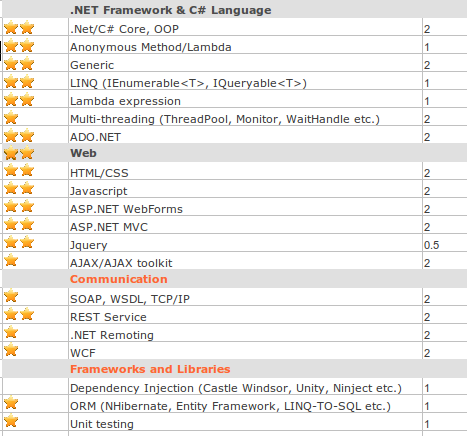 .NET Framework & C# Language
.Net/C# Core, OOP 2
Anonymous Method/Lambda 1
Generic 2
LINQ (IEnumerable<T>, IQueryable<T>) 1
Lambda expression 1
Multi-threading (ThreadPool, Monitor, WaitHandle etc.) 2
ADO.NET 2
Web
HTML/CSS 2
Javascript 2
ASP.NET WebForms 2
ASP.NET MVC 2
Jquery 0.5
AJAX/AJAX toolkit 2
Communication
SOAP, WSDL, TCP/IP 2
REST Service 2
.NET Remoting 2
WCF 2
Frameworks and Libraries
Dependency Injection (Castle Windsor, Unity, Ninject etc.) 1
ORM (NHibernate, Entity Framework, LINQ-TO-SQL etc.) 1
Unit testing 1